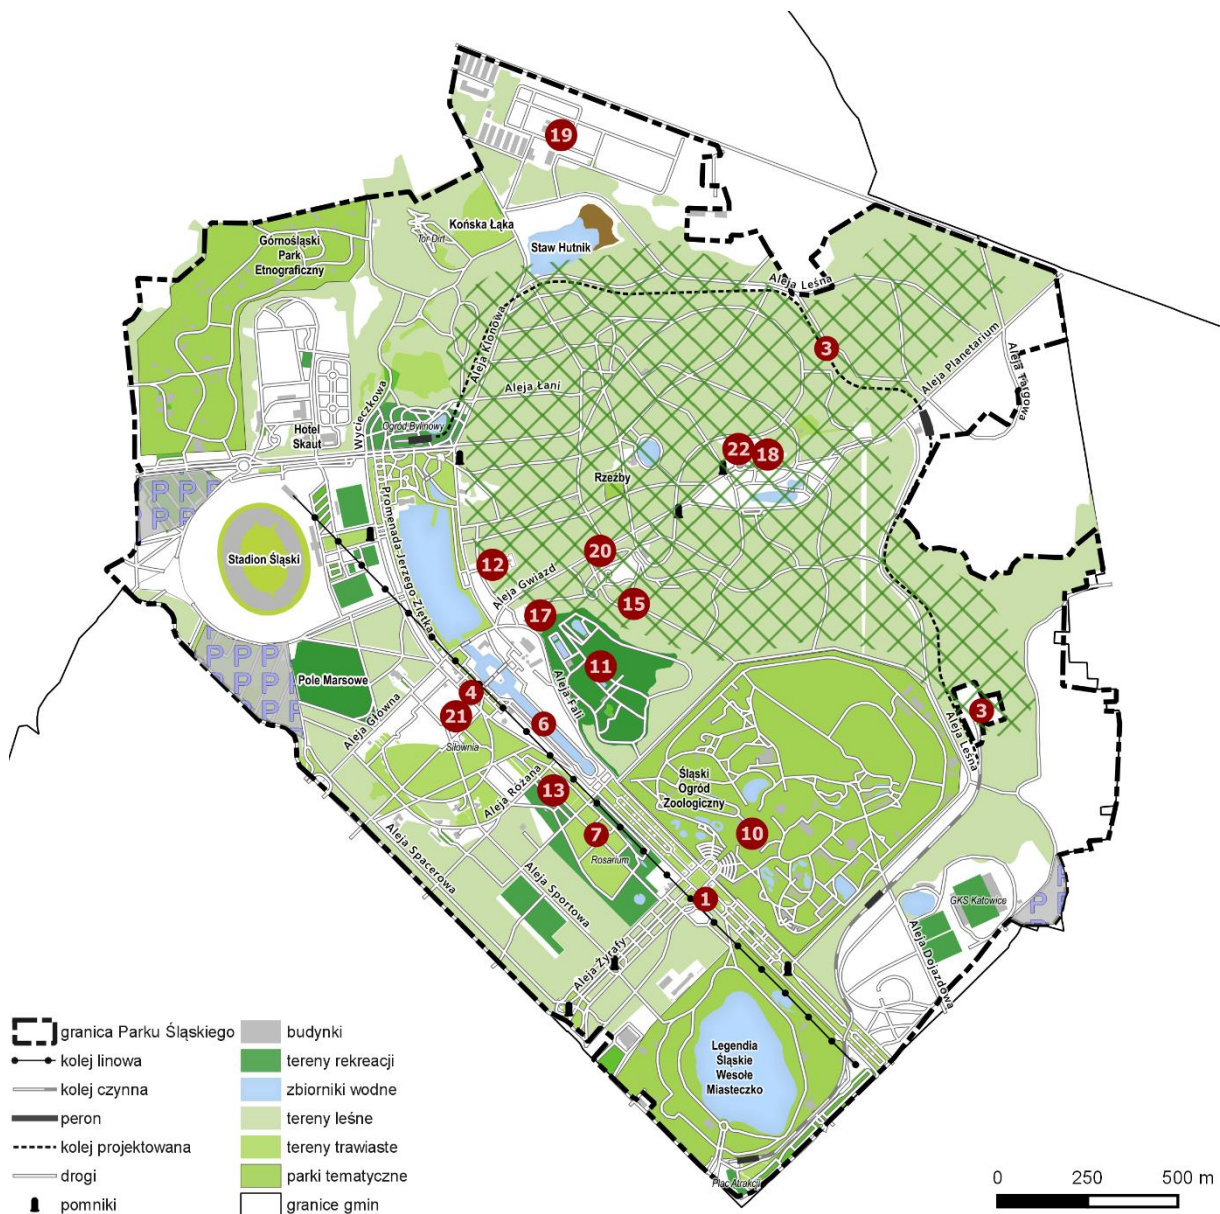 19
Końska Łąka
Tor Dirt
Staw Hutnik
Górnośląski
Park
Etnograficzny
Aleja Leśna
3
Aleja Planetarium
Aleja Targowa
Aleja Klonowa
Aleja Łani
Wycieczkowa
Ogród Bylinowy
Hotel
Skaut
22
18
Rzeźby
P P
P P
Promenada Jerzego Ziętka
Stadion Śląski
20
12
Aleja Gwiazd
15
17
11
P
P P P P
P P P
P P
Pole Marsowe
Aleja Fali
4
21
6
3
Aleja Leśna
Aleja Główna
Siłownia
Śląski
Ogród
Zoologiczny
Aleja Różana
13
7
Rosarium
10
Aleja Spacerowa
Aleja Sportowa
1
GKS Katowice
P
P P
Aleja Dojazdowa
Aleja Żyrafy
Legendia
Śląskie
Wesołe
Miasteczko
Plac Atrakcji
granica Parku Śląskiego
kolej linowa
kolej czynna
peron
kolej projektowana
drogi
pomniki
budynki
tereny rekreacji
zbiorniki wodne
tereny leśne
tereny trawiaste
parki tematyczne
granice gmin
0 250 500 m